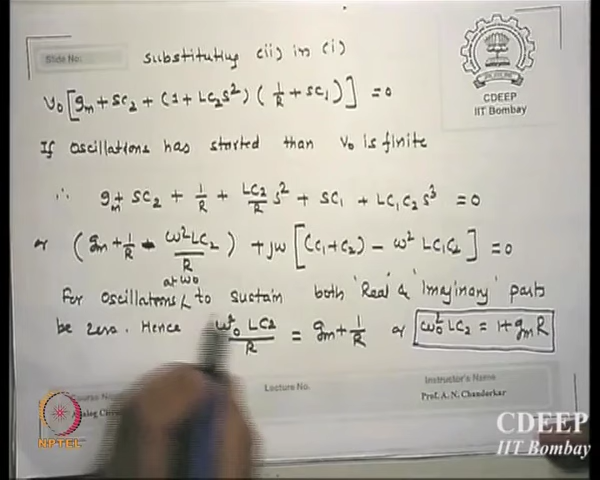 Slide No:
Substituting (ii) in (i)
V₀[gm + SC₂ + (1 + LC₂S²)(1/R + SC₁)] = 0
If oscillations has started than V₀ is finite
∴ gm + SC₂ + 1/R + LC₂/R S² + SC₁ + LC₁C₂S³ = 0
or (gm + 1/R - ω²LC₂/R) + jω[(C₁+C₂) - ω² LC₁C₂] = 0
For oscillations at ω₀ to sustain both 'Real' & 'Imaginary' parts
be zero. Hence ω₀² LC₂/R = gm + 1/R or ω₀² LC₂ = 1 + gmR
CDEEP
IIT Bombay
Lecture No.
Instructor's Name
Prof. A. N. Chandorkar
NPTEL
CDEEP
IIT Bombay